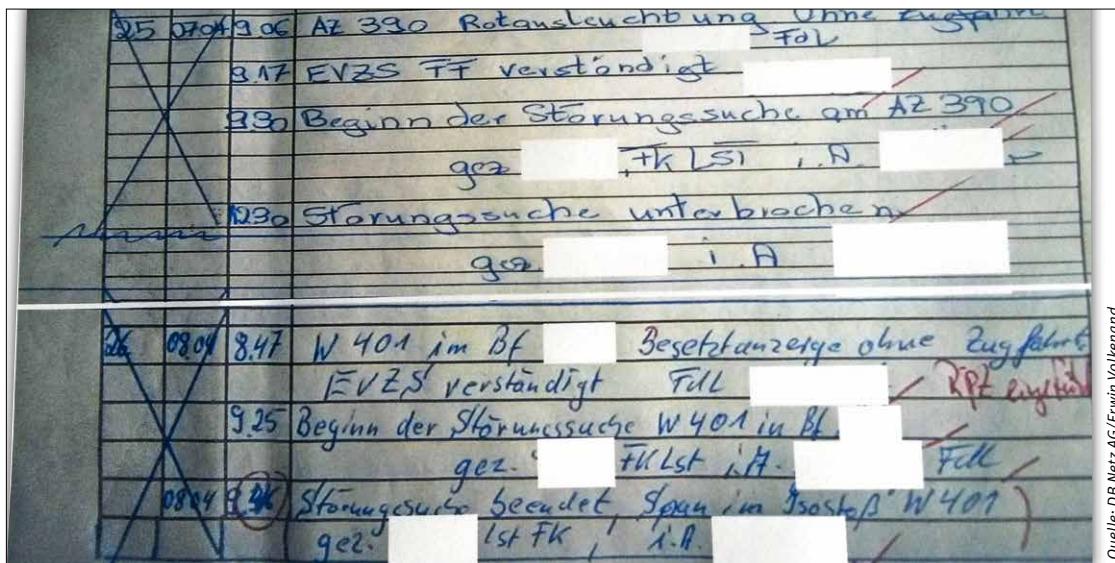 25 07.04 9.06 AZ 390 Rotausleuchtung Ohne Zugfahrt
FdL
9.17 EVZS TT verständigt
9.30 Beginn der Störungssuche am AZ 390
gez. , FK LST i.A.
12.30 Störungssuche unterbrochen
gez. i.A
26 08.04 8.47 W 401 im Bf Besetztanzeige ohne Zugfahrt
EVZS verständigt Fdl
9.25 Beginn der Störungssuche W 401 in Bf
gez. FK Lst i.A. Fdl
08.04 Störungssuche beendet, Span im Isostoß W 401
gez. Lst FK, i.A.
Quelle: DB Netz AG/Erwin Volkenand